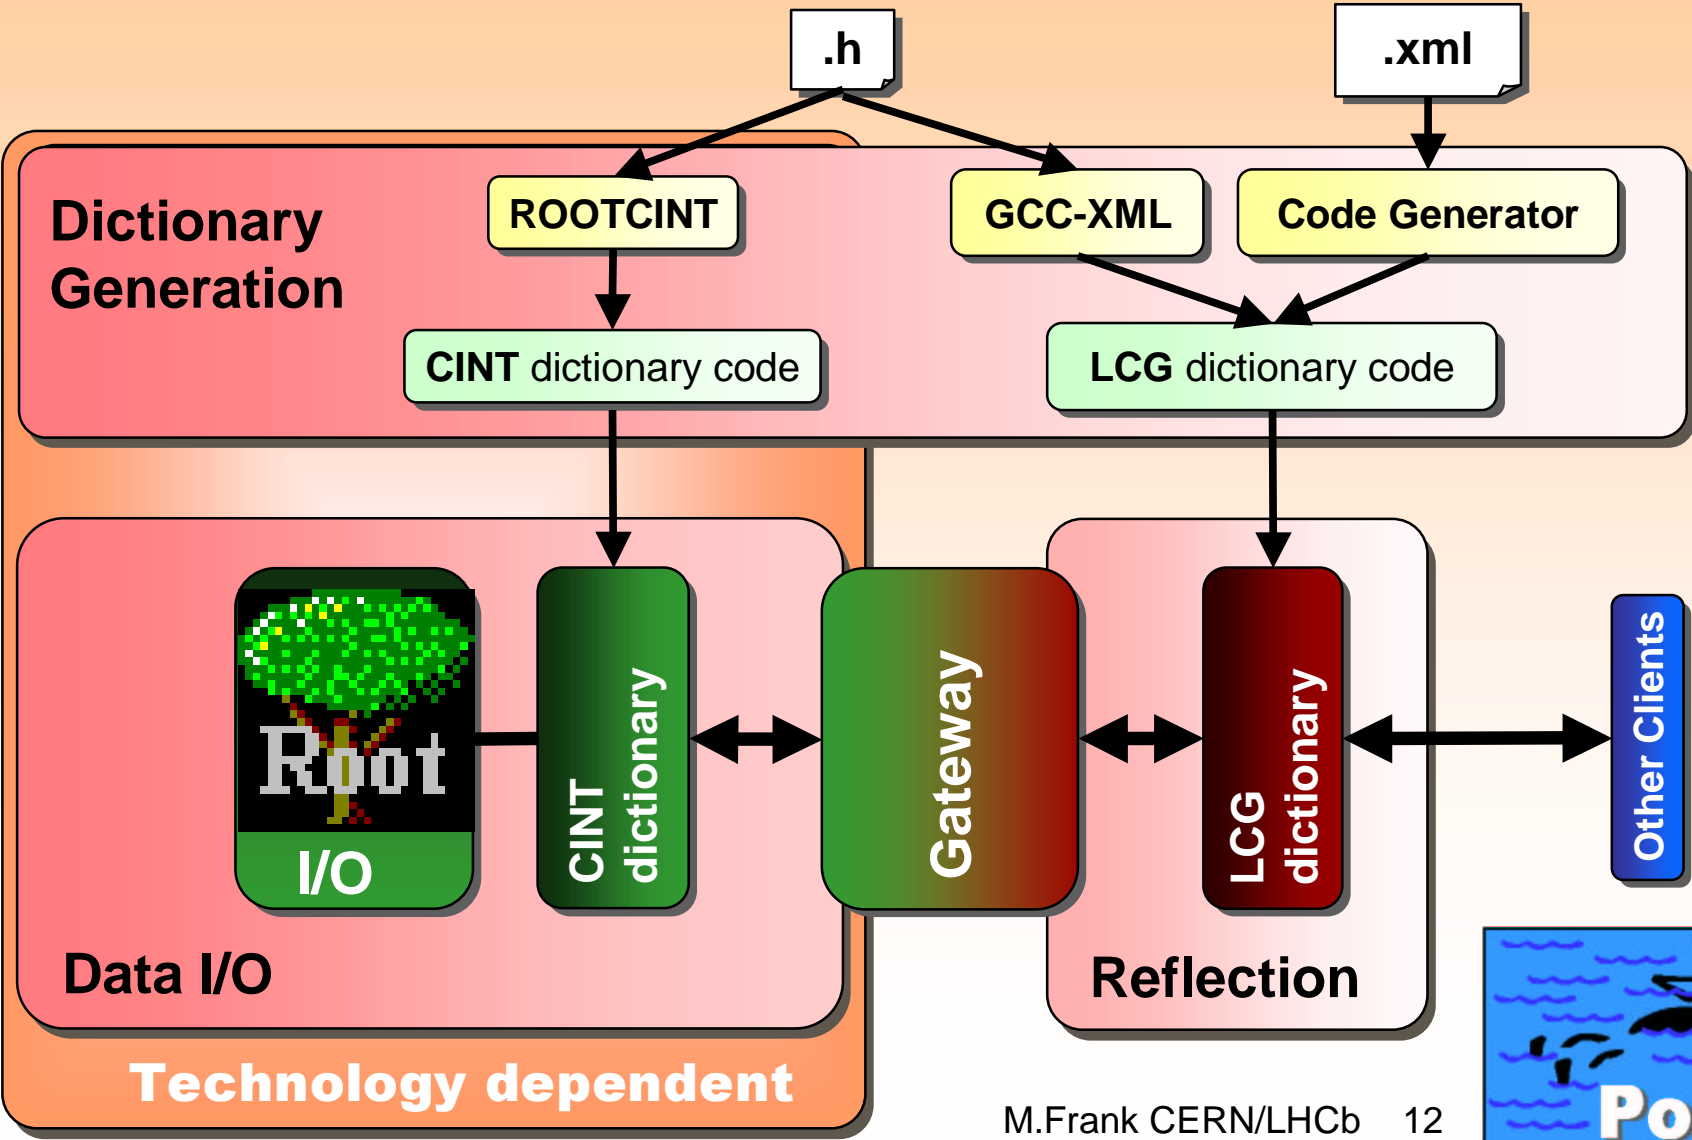 .h
.xml
Dictionary
Generation
ROOTCINT
GCC-XML
Code Generator
CINT dictionary code
LCG dictionary code
Root
I/O
CINT
dictionary
Gateway
LCG
dictionary
Other Clients
Data I/O
Reflection
Technology dependent
M.Frank CERN/LHCb 12
Po